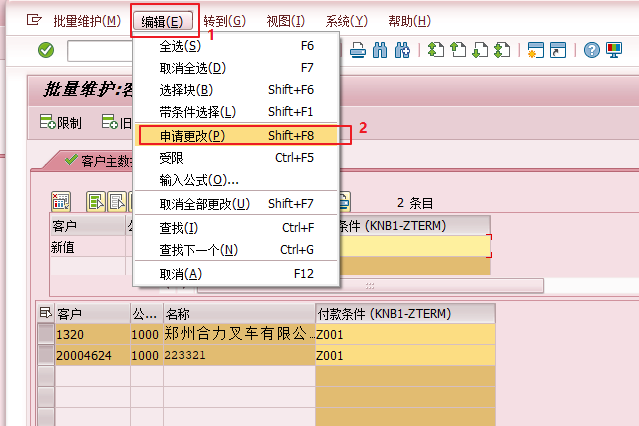 批量维护(M) 编辑(E) 转到(G) 视图(I) 系统(Y) 帮助(H)
1
全选(S) F6
取消全选(D) F7
选择块(B) Shift+F6
带条件选择(L) Shift+F1
申请更改(P) Shift+F8
2
受限 Ctrl+F5
输入公式(O)...
取消全部更改(U) Shift+F7
查找(I) Ctrl+F
查找下一个(N) Ctrl+G
取消(A) F12
批量维护:客
限制 旧
客户主数据
2 条目
客户 公 条件 (KNB1-ZTERM)
新值
客户 公... 名称 付款条件 (KNB1-ZTERM)
1320 1000 郑州合力叉车有限公... Z001
20004624 1000 223321 Z001